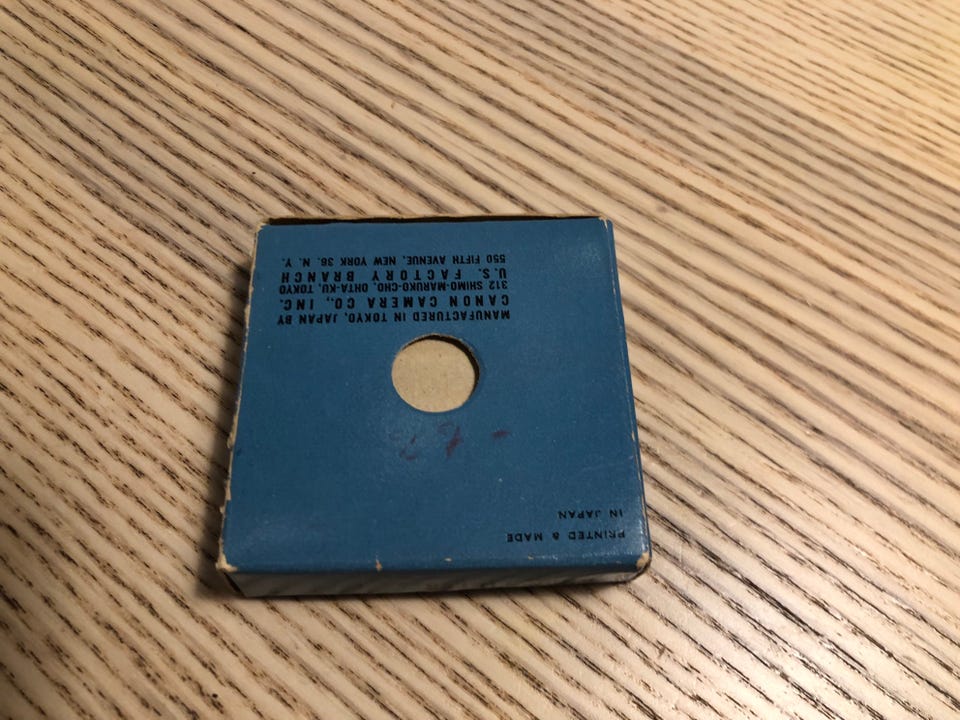 PRINTED & MADE
IN JAPAN
MANUFACTURED IN TOKYO, JAPAN BY
CANON CAMERA CO., INC.
312 SHIMO-MARUKO-CHO, OHTA-KU, TOKYO
U.S. FACTORY BRANCH
550 FIFTH AVENUE, NEW YORK 36, N. Y.